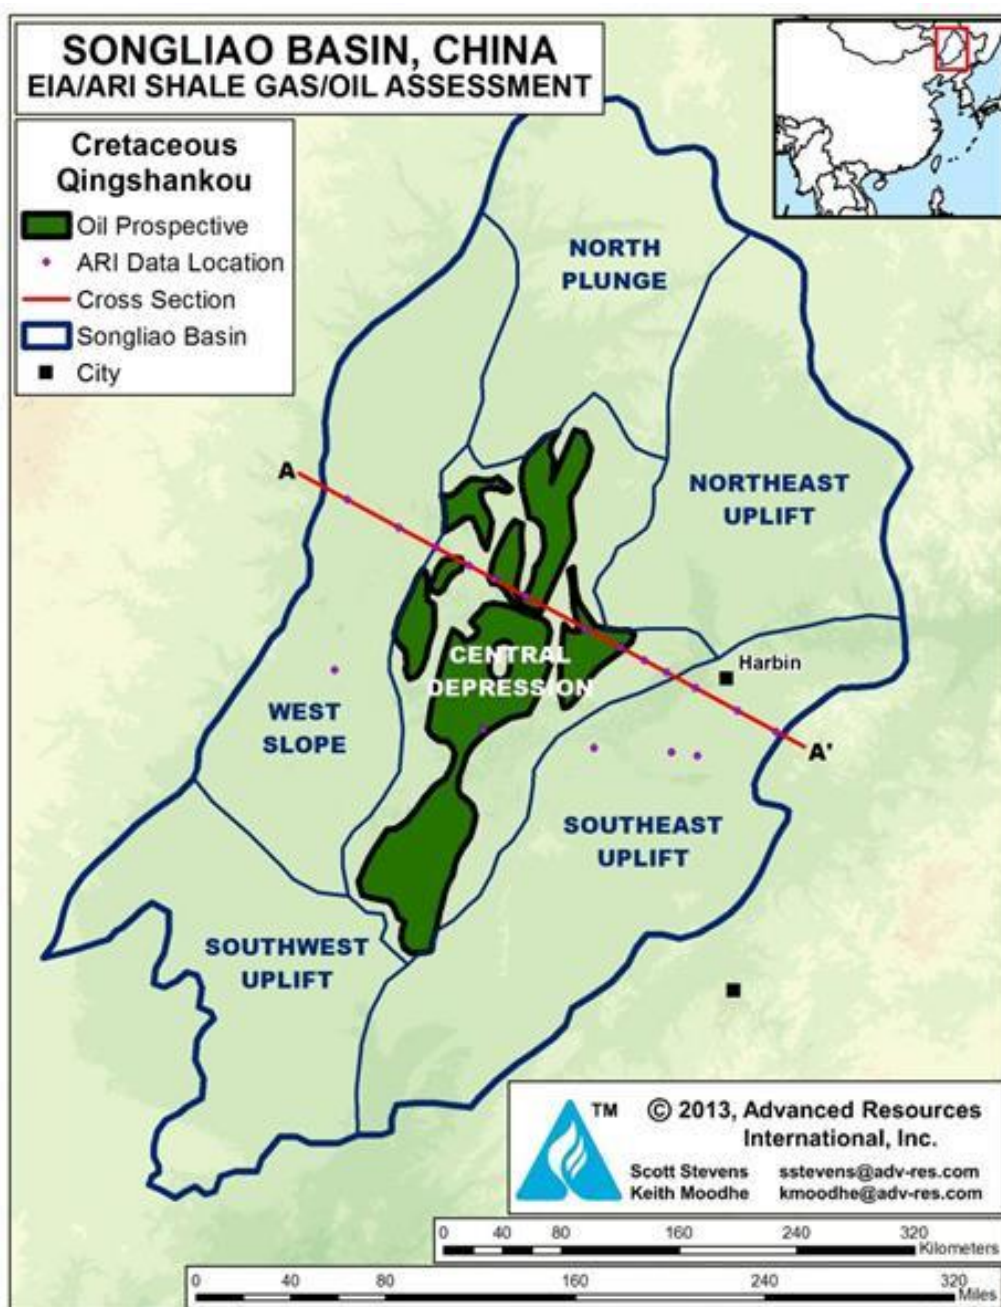 SONGLIAO BASIN, CHINA
EIA/ARI SHALE GAS/OIL ASSESSMENT
Cretaceous
Qingshankou
Oil Prospective
ARI Data Location
Cross Section
Songliao Basin
City
NORTH
PLUNGE
A
NORTHEAST
UPLIFT
CENTRAL
DEPRESSION
Harbin
WEST
SLOPE
A'
SOUTHEAST
UPLIFT
SOUTHWEST
UPLIFT
TM
© 2013, Advanced Resources
International, Inc.
Scott Stevens sstevens@adv-res.com
Keith Moodhe kmoodhe@adv-res.com
0 40 80 160 240 320
Kilometers
0 40 80 160 240 320
Miles